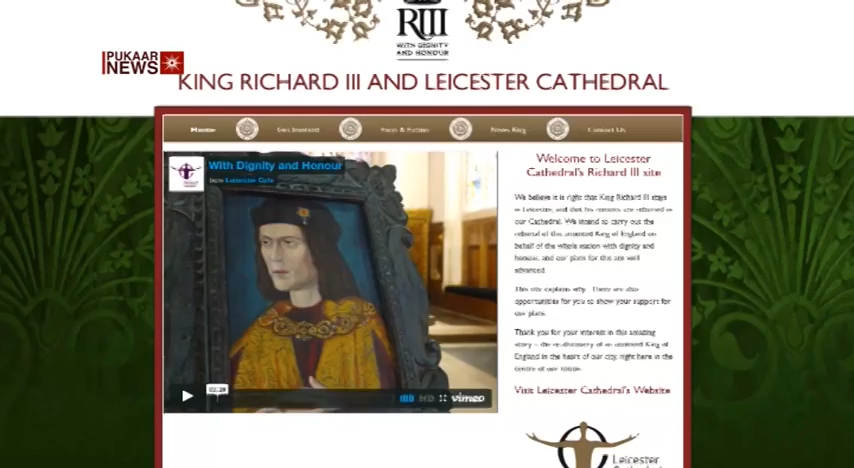 RIII
WITH DIGNITY
AND HONOUR
PUKAAR
NEWS
KING RICHARD III AND LEICESTER CATHEDRAL
Home
Get Involved
News Blog
Contact Us
With Dignity and Honour
from Leicester
HD vimeo
Welcome to Leicester
Cathedral's Richard III site
We believe it is right that King Richard III stays
in Leicester, and that his remains are reinterred in
our Cathedral. We intend to carry out the
reburial of this anointed King of England on
behalf of the whole nation with dignity and
honour, and our plans for this are well
advanced.
This site explains why. There are also
opportunities for you to show your support for
our plans.
Thank you for your interest in this amazing
story - the re-discovery of an anointed King of
England in the heart of our city, right here in the
centre of our nation.
Visit Leicester Cathedral's Website
Leicester